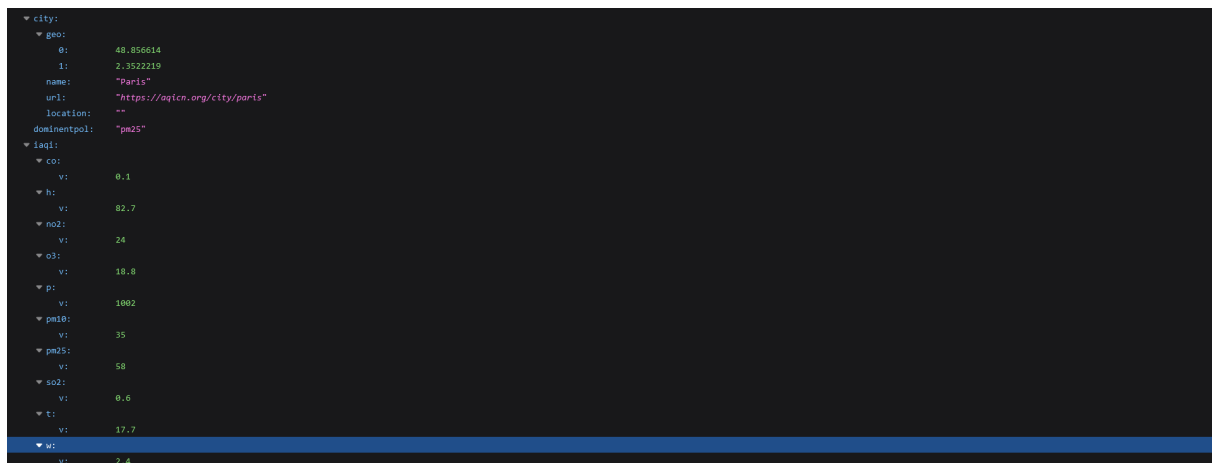 city:
geo:
0: 48.856614
1: 2.3522219
name: "Paris"
url: "https://aqicn.org/city/paris"
location: ""
dominentpol: "pm25"
iaqi:
co:
v: 0.1
h:
v: 82.7
no2:
v: 24
o3:
v: 18.8
p:
v: 1002
pm10:
v: 35
pm25:
v: 58
so2:
v: 0.6
t:
v: 17.7
w:
v: 2.4